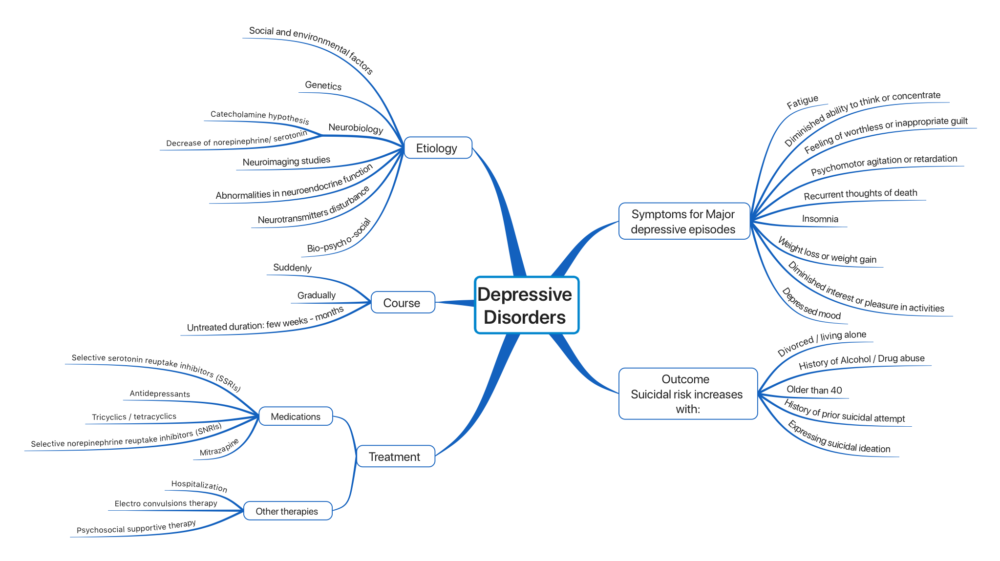 Depressive
Disorders
Etiology
Social and environmental factors
Genetics
Neurobiology
Catecholamine hypothesis
Decrease of norepinephrine/ serotonin
Neuroimaging studies
Abnormalities in neuroendocrine function
Neurotransmitters disturbance
Bio-psycho-social
Course
Suddenly
Gradually
Untreated duration: few weeks - months
Treatment
Medications
Selective serotonin reuptake inhibitors (SSRIs)
Antidepressants
Tricyclics / tetracyclics
Selective norepinephrine reuptake inhibitors (SNRIs)
Mitrazapine
Other therapies
Hospitalization
Electro convulsions therapy
Psychosocial supportive therapy
Symptoms for Major
depressive episodes
Fatigue
Diminished ability to think or concentrate
Feeling of worthless or inappropriate guilt
Psychomotor agitation or retardation
Recurrent thoughts of death
Insomnia
Weight loss or weight gain
Diminished interest or pleasure in activities
Depressed mood
Outcome
Suicidal risk increases
with:
Divorced / living alone
History of Alcohol / Drug abuse
Older than 40
History of prior suicidal attempt
Expressing suicidal ideation